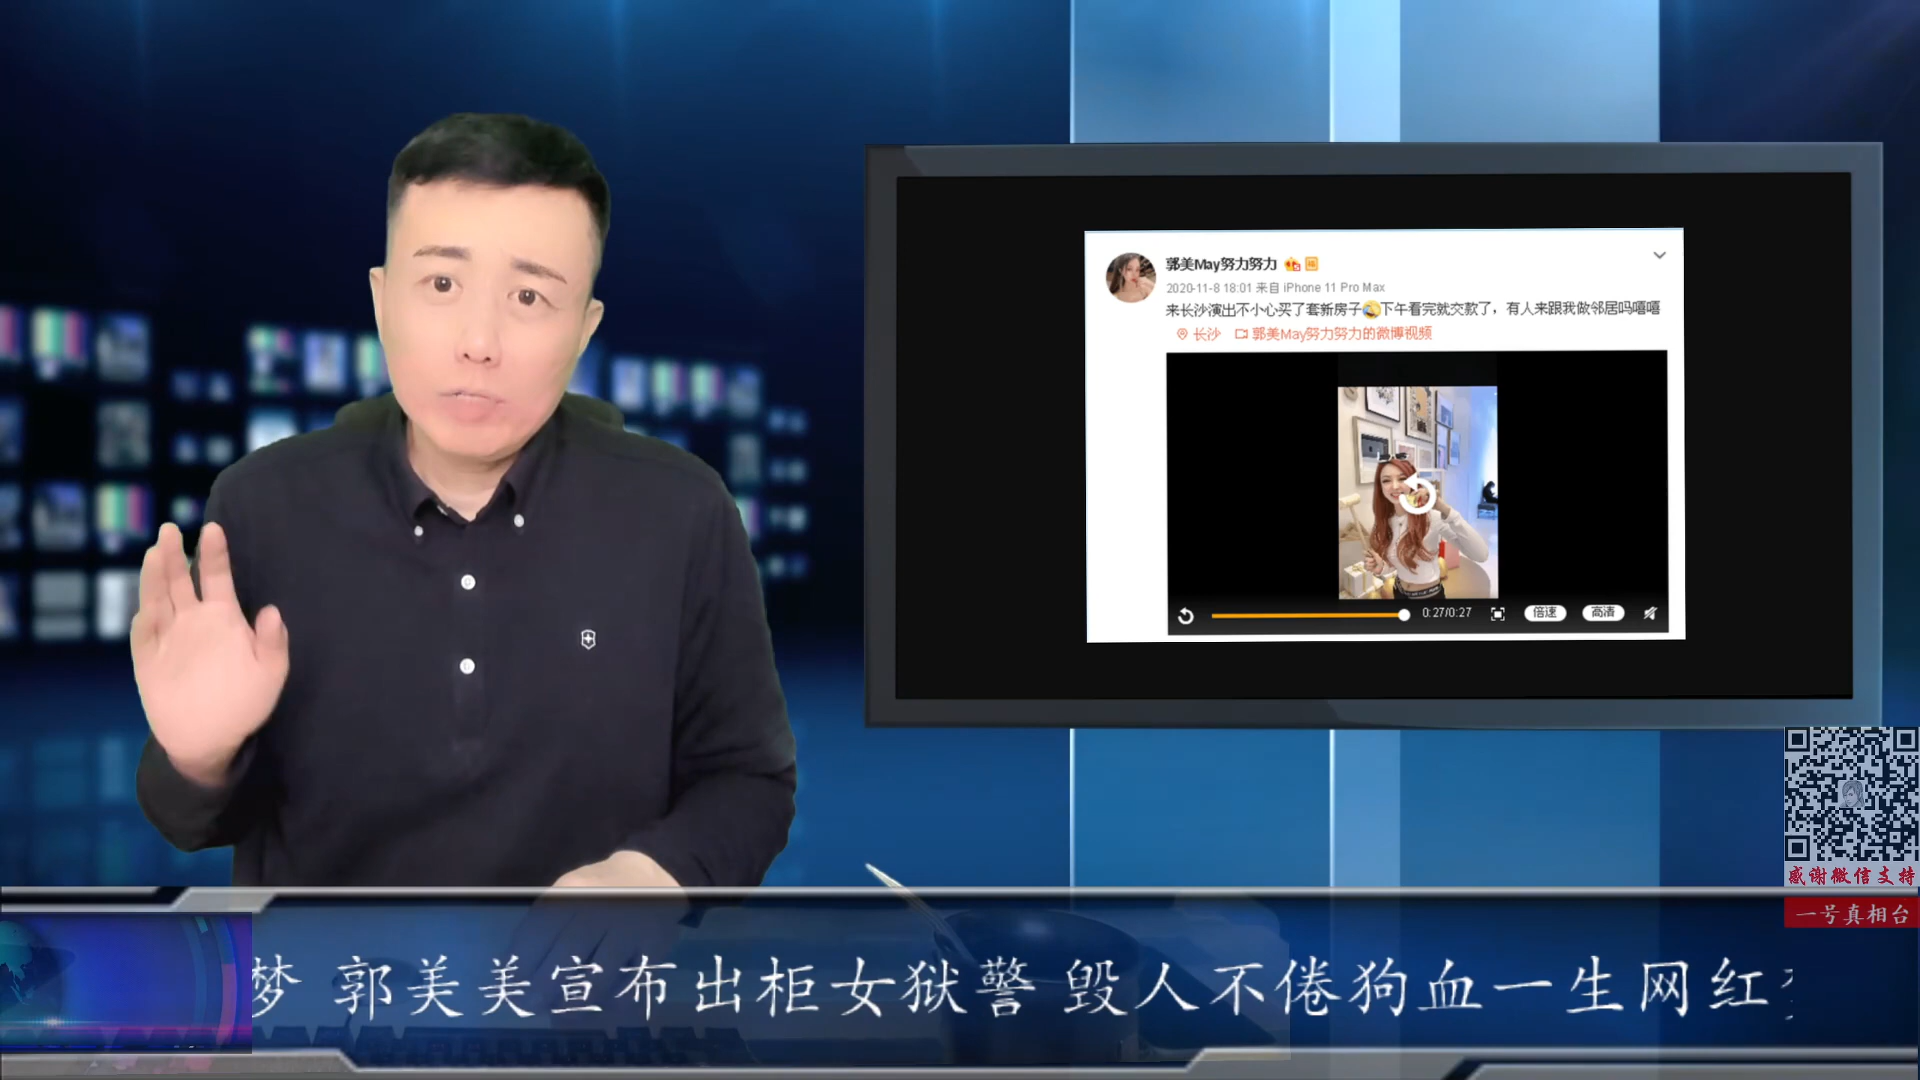 郭美May努力努力
2020-11-8 18:01 来自 iPhone 11 Pro Max
来长沙演出不小心买了套新房子😂下午看完就交款了，有人来跟我做邻居吗嘻嘻
长沙 郭美May努力努力的微博视频
0:27/0:27 倍速 高清
感谢微信支持
一号真相台
梦 郭美美宣布出柜女狱警 毁人不倦狗血一生网红